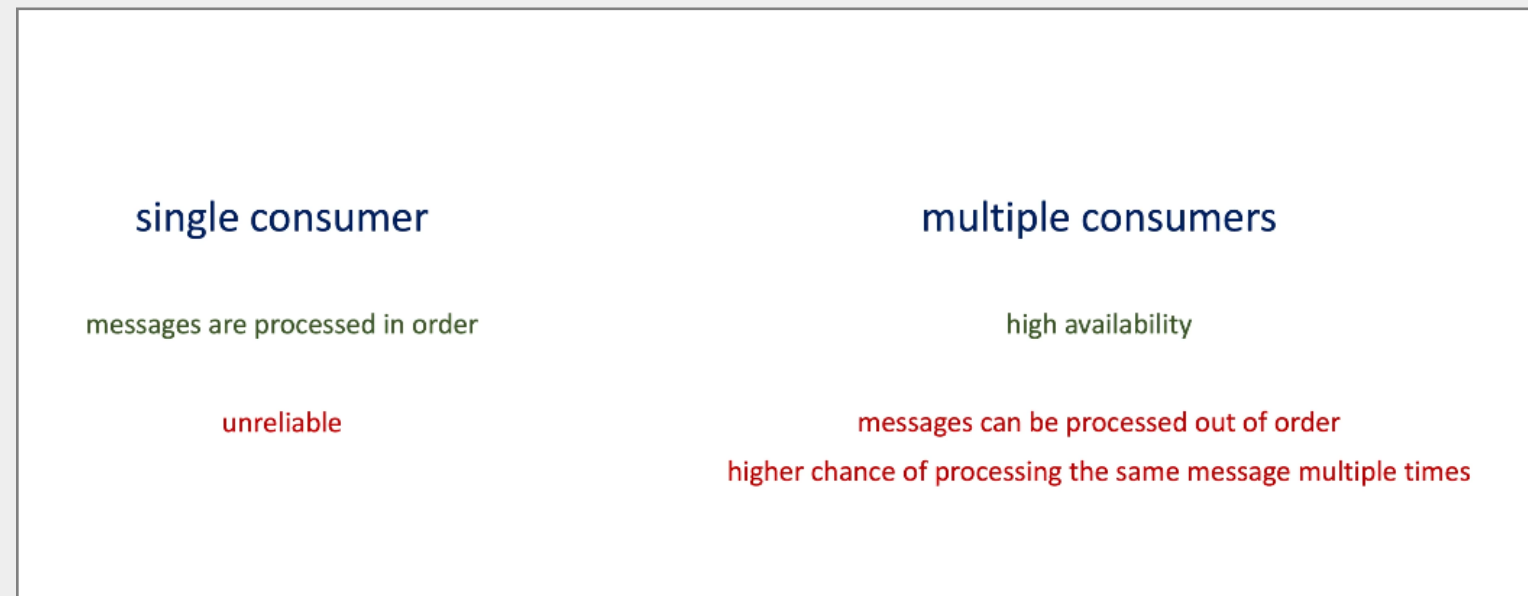 single consumer
messages are processed in order
unreliable
multiple consumers
high availability
messages can be processed out of order
higher chance of processing the same message multiple times